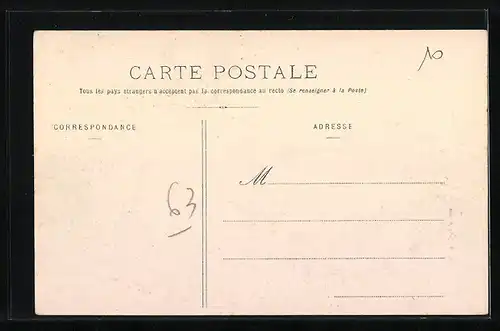 10
CARTE POSTALE
Tous les pays étrangers n'acceptent pas la correspondance au recto (Se renseigner à la Poste)
CORRESPONDANCE
ADRESSE
M
63